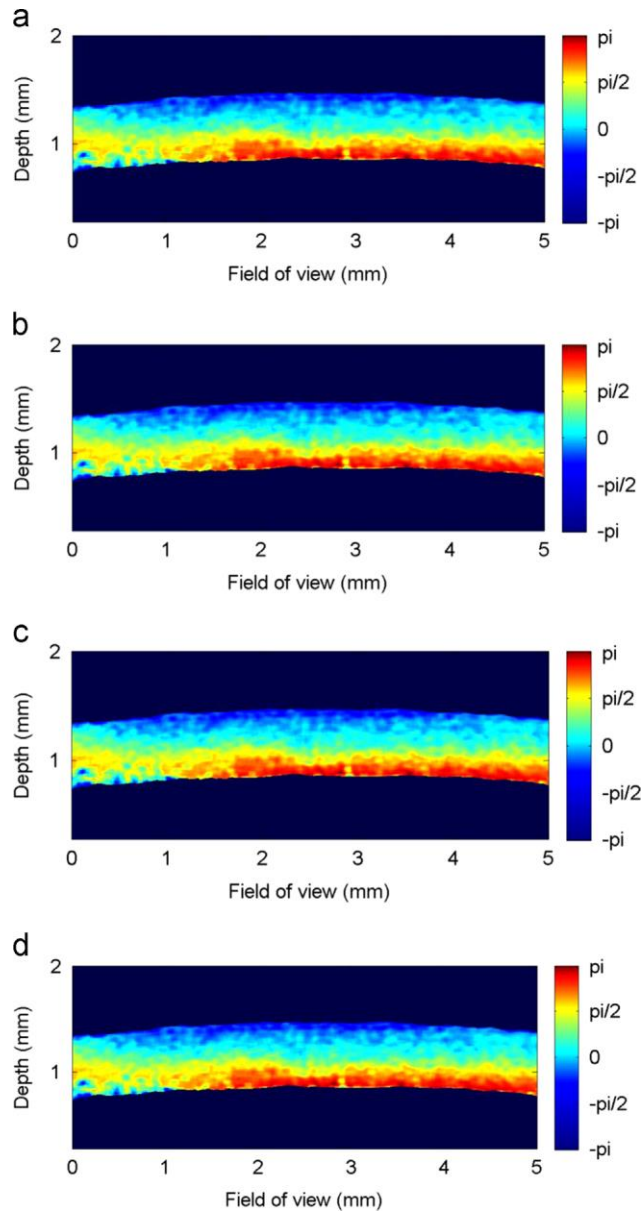 a
2
pi
pi/2
Depth (mm)
1
0
-pi/2
-pi
0 1 2 3 4 5
Field of view (mm)
b
2
pi
pi/2
Depth (mm)
1
0
-pi/2
-pi
0 1 2 3 4 5
Field of view (mm)
c
2
pi
pi/2
Depth (mm)
1
0
-pi/2
-pi
0 1 2 3 4 5
Field of view (mm)
d
2
pi
pi/2
Depth (mm)
1
0
-pi/2
-pi
0 1 2 3 4 5
Field of view (mm)